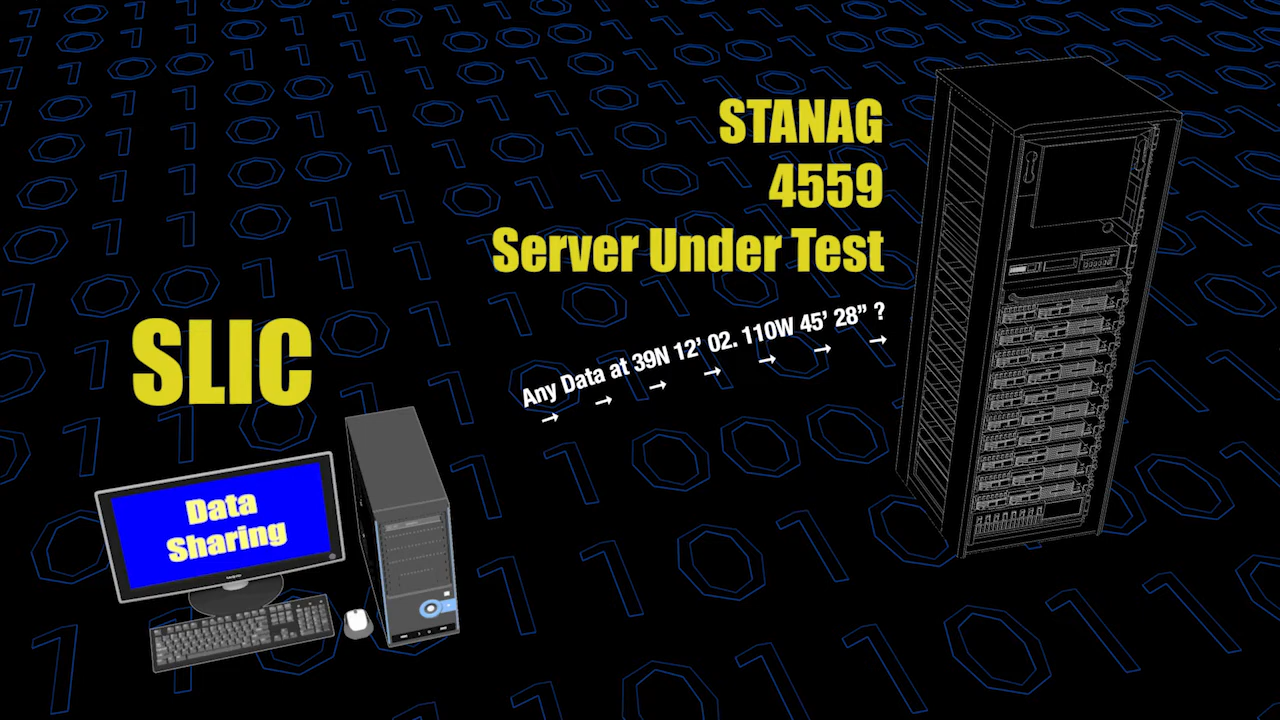 STANAG
4559
Server Under Test
Any Data at 39N 12’ 02. 110W 45’ 28” ?
SLIC
Data
Sharing